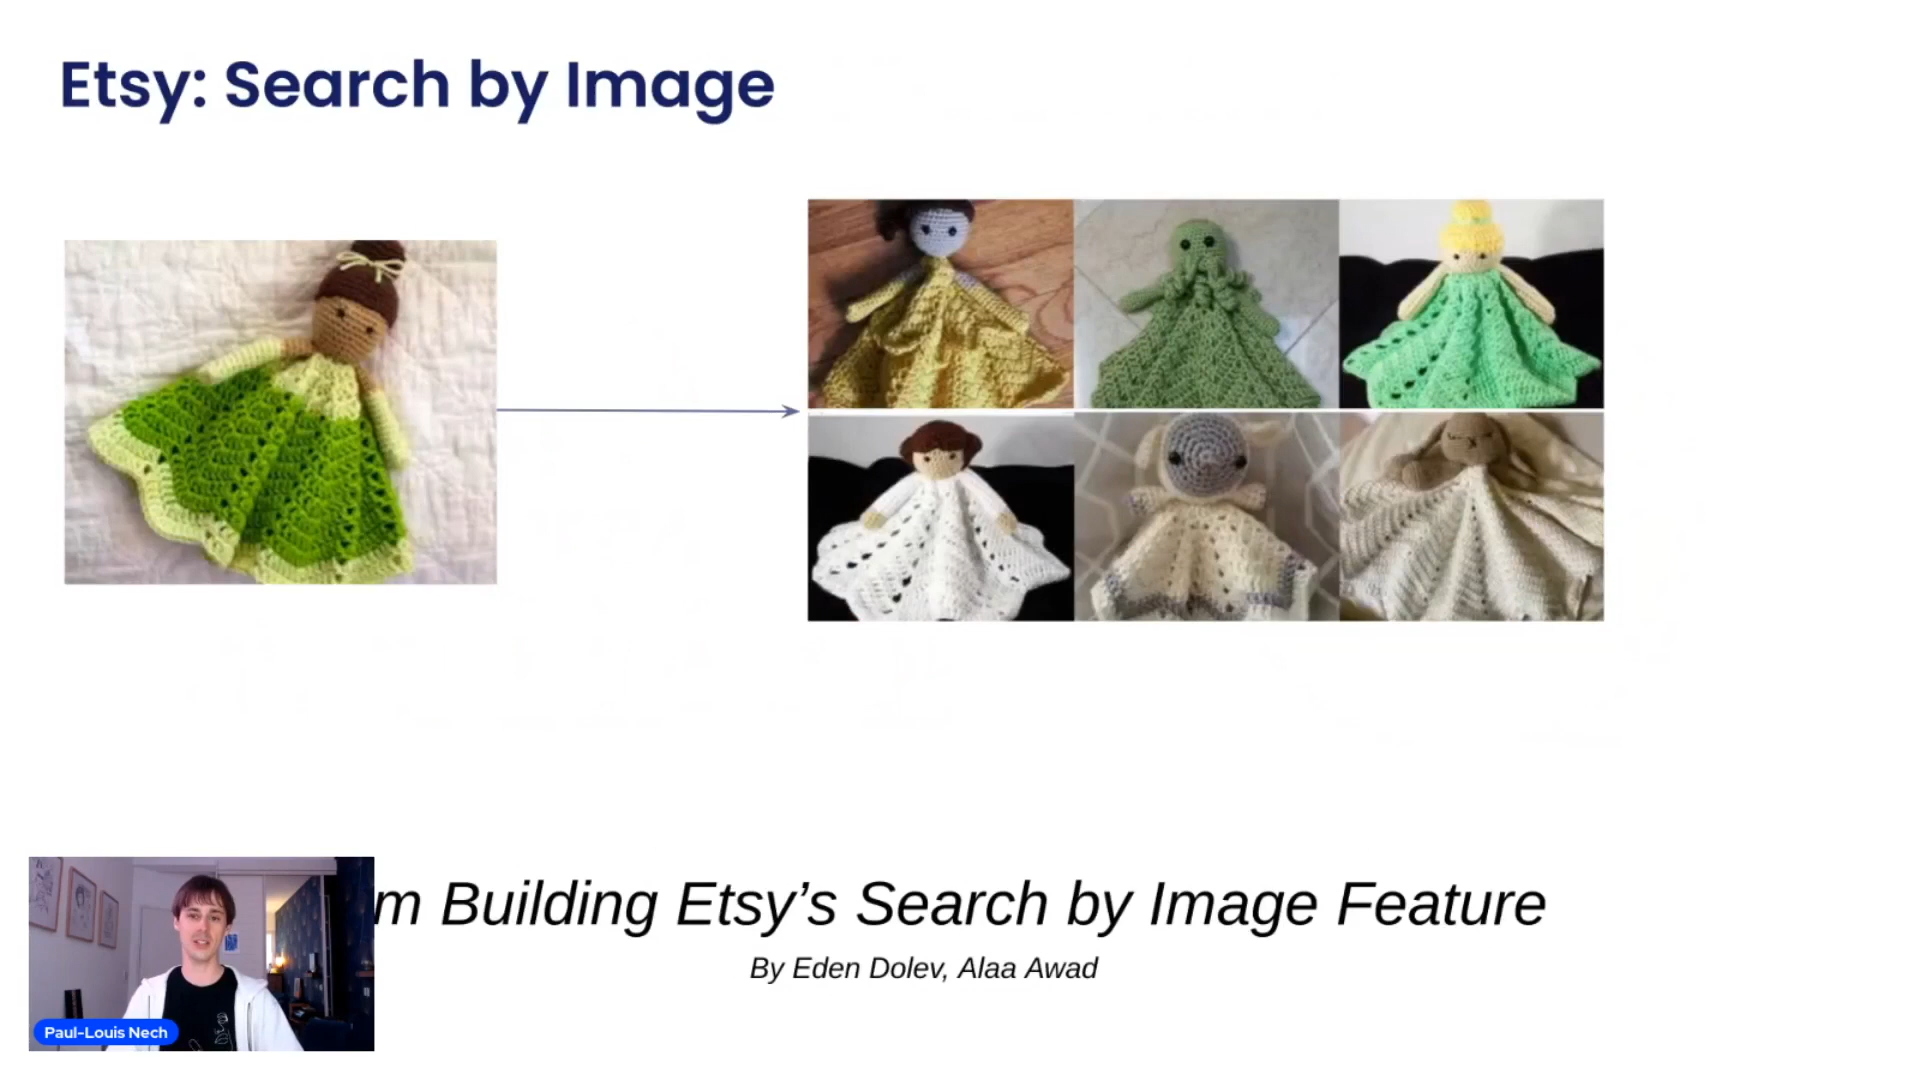 Etsy: Search by Image
m Building Etsy’s Search by Image Feature
By Eden Dolev, Alaa Awad
Paul-Louis Nech